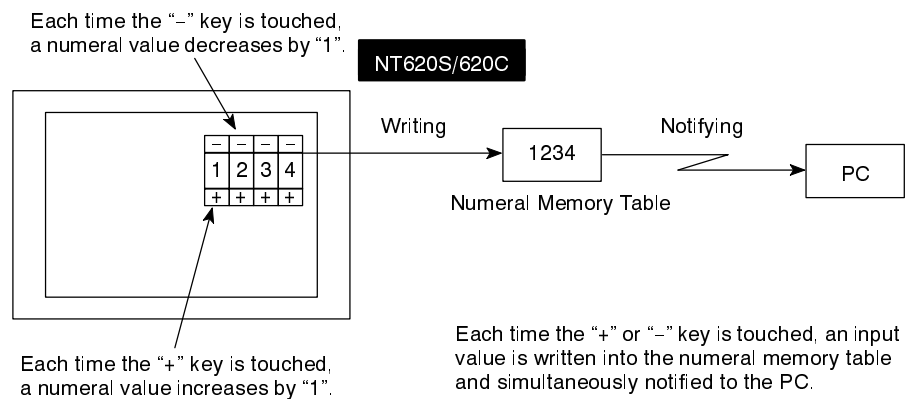 Each time the “–” key is touched,
a numeral value decreases by “1”.
NT620S/620C
– – – –
1 2 3 4
+ + + +
Writing
1234
Numeral Memory Table
Notifying
PC
Each time the “+” key is touched,
a numeral value increases by “1”.
Each time the “+” or “–” key is touched, an input
value is written into the numeral memory table
and simultaneously notified to the PC.